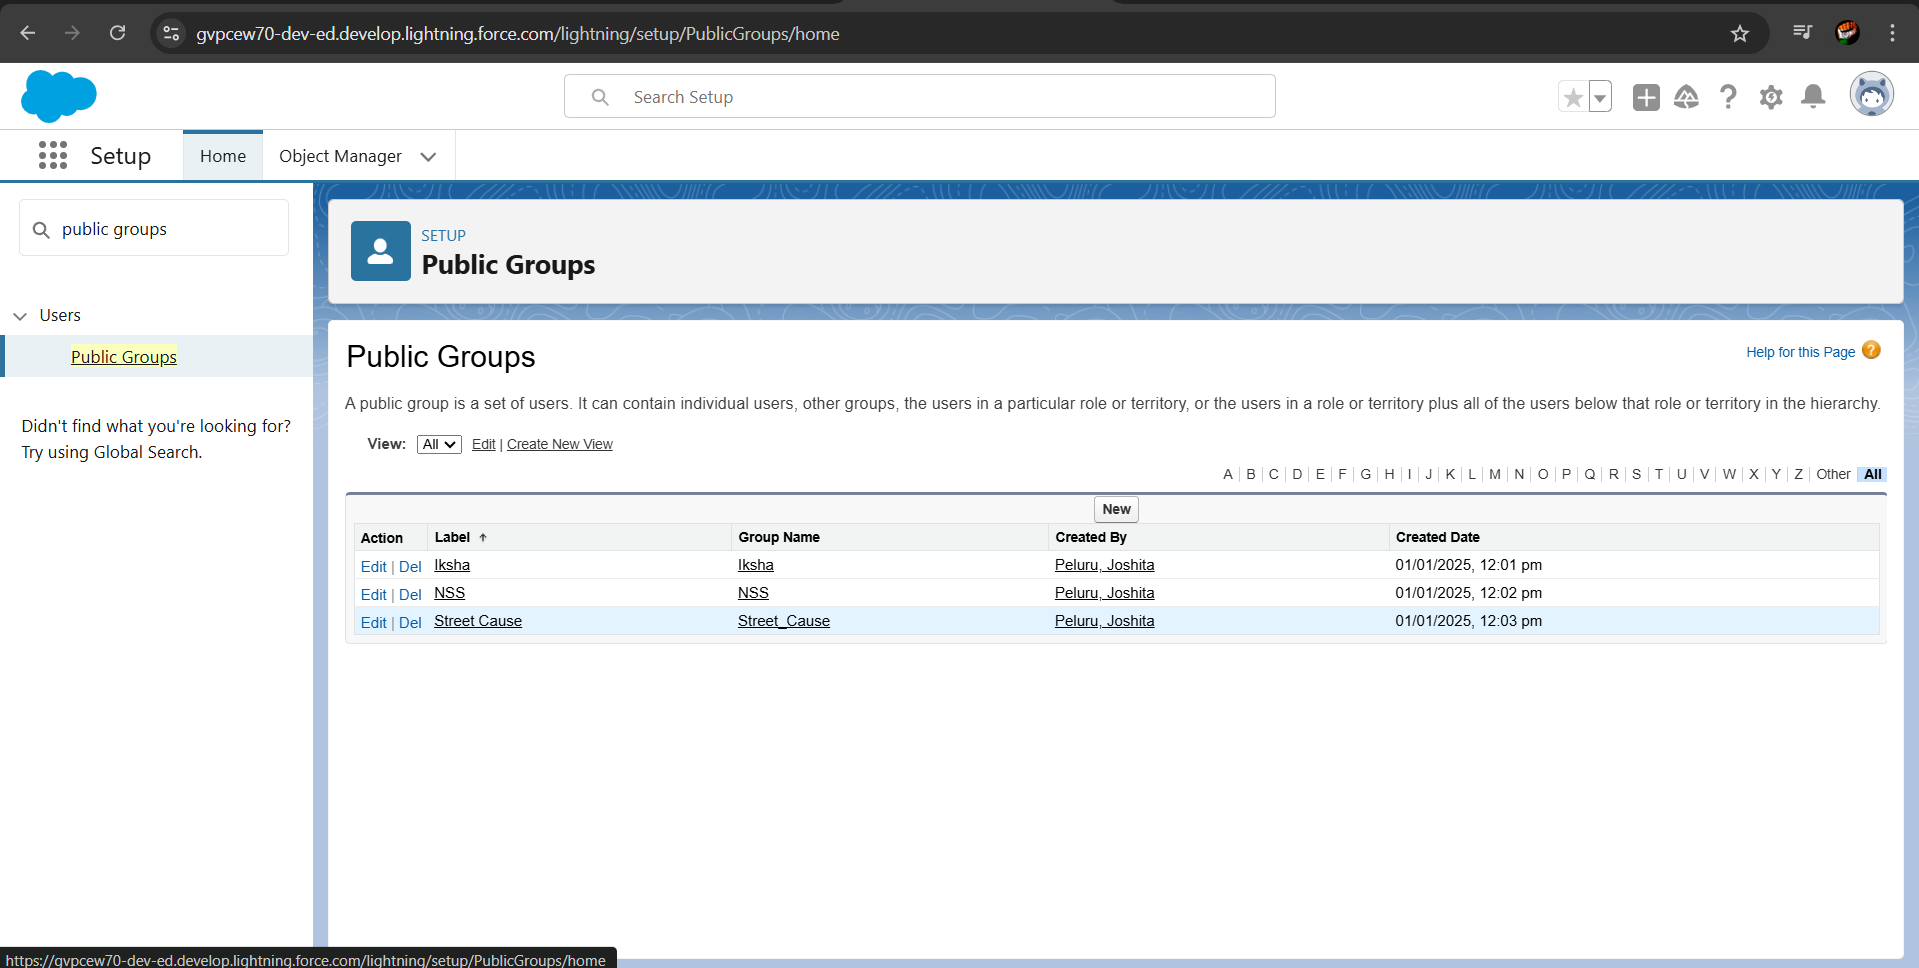 gvpcew70-dev-ed.develop.lightning.force.com/lightning/setup/PublicGroups/home
Search Setup
Setup
Home
Object Manager
public groups
Users
Public Groups
Didn't find what you're looking for?
Try using Global Search.
SETUP
Public Groups
Public Groups
Help for this Page ?
A public group is a set of users. It can contain individual users, other groups, the users in a particular role or territory, or the users in a role or territory plus all of the users below that role or territory in the hierarchy.
View: All Edit | Create New View
A | B | C | D | E | F | G | H | I | J | K | L | M | N | O | P | Q | R | S | T | U | V | W | X | Y | Z | Other All
New
Action Label Group Name Created By Created Date
Edit | Del Iksha Iksha Peluru, Joshita 01/01/2025, 12:01 pm
Edit | Del NSS NSS Peluru, Joshita 01/01/2025, 12:02 pm
Edit | Del Street Cause Street_Cause Peluru, Joshita 01/01/2025, 12:03 pm
https://gvpcew70-dev-ed.develop.lightning.force.com/lightning/setup/PublicGroups/home